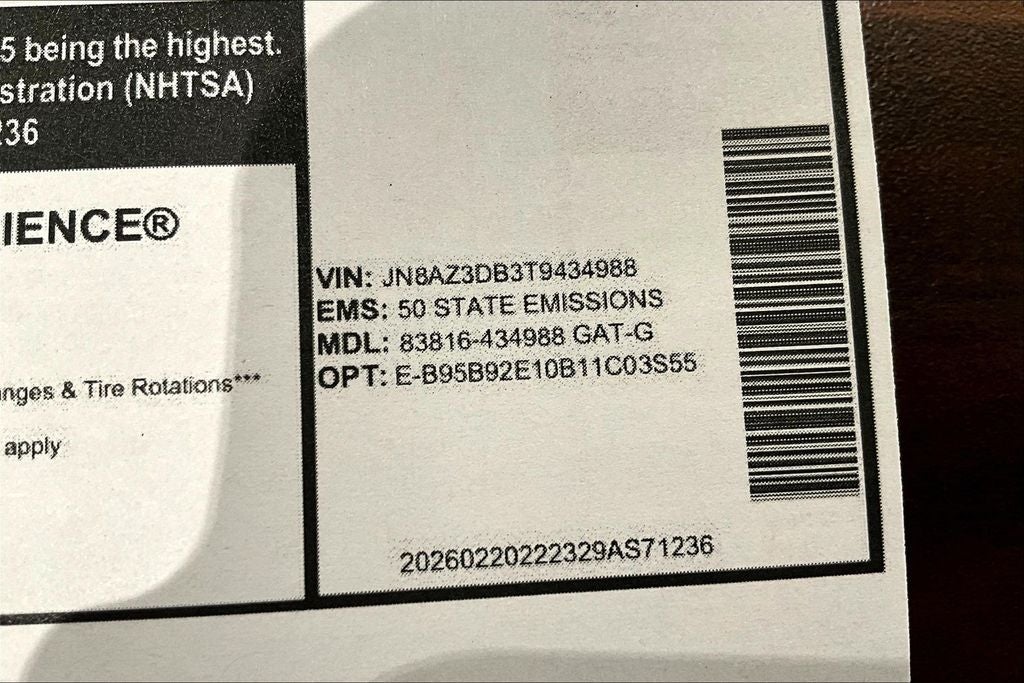 5 being the highest.
stration (NHTSA)
236
IENCE®
nges & Tire Rotations***
apply
VIN: JN8AZ3DB3T9434988
EMS: 50 STATE EMISSIONS
MDL: 83816-434988 GAT-G
OPT: E-B95B92E10B11C03S55
20260220222329AS71236